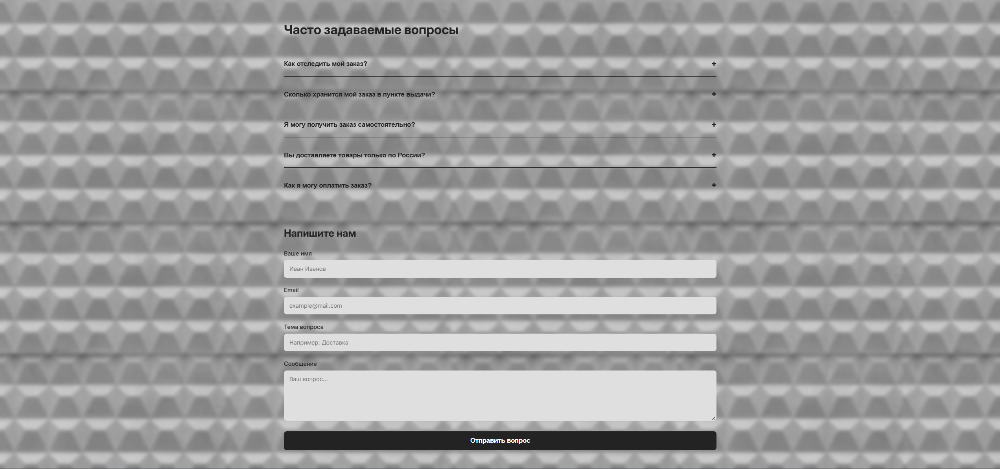 Часто задаваемые вопросы
Как отследить мой заказ? +
Сколько хранится мой заказ в пункте выдачи? +
Я могу получить заказ самостоятельно? +
Вы доставляете товары только по России? +
Как я могу оплатить заказ? +
Напишите нам
Ваше имя
Иван Иванов
Email
example@mail.com
Тема вопроса
Например: Доставка
Сообщение
Ваш вопрос...
Отправить вопрос